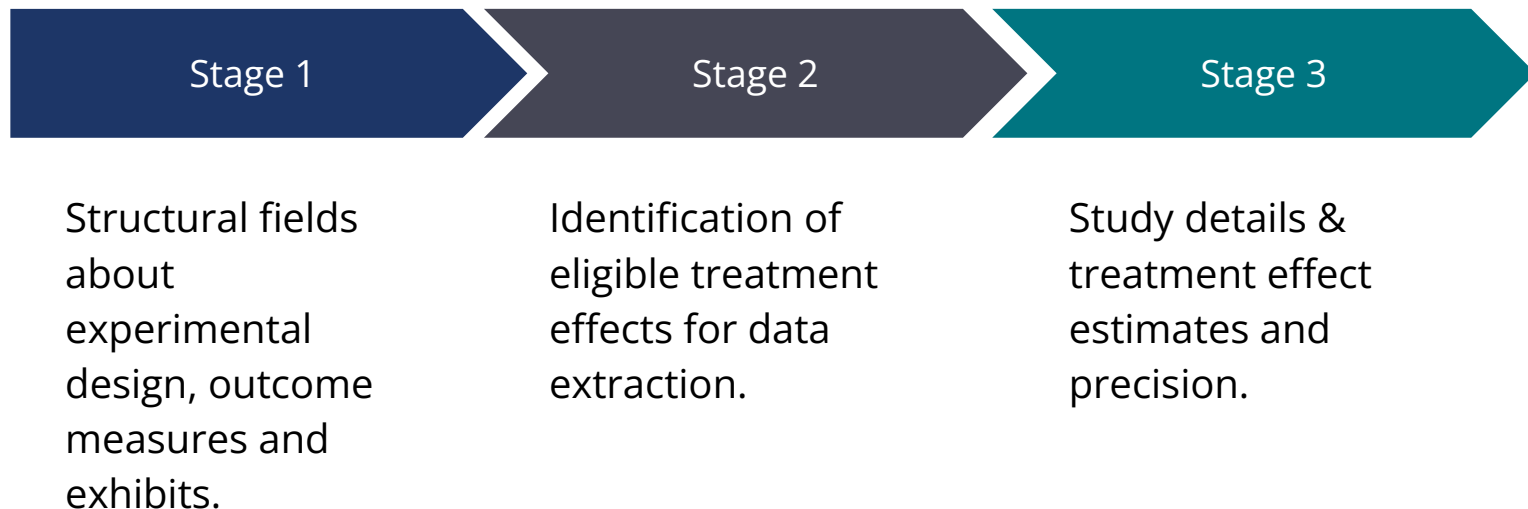 Stage 1
Stage 2
Stage 3
Structural fields
about
experimental
design, outcome
measures and
exhibits.
Identification of
eligible treatment
effects for data
extraction.
Study details &
treatment effect
estimates and
precision.